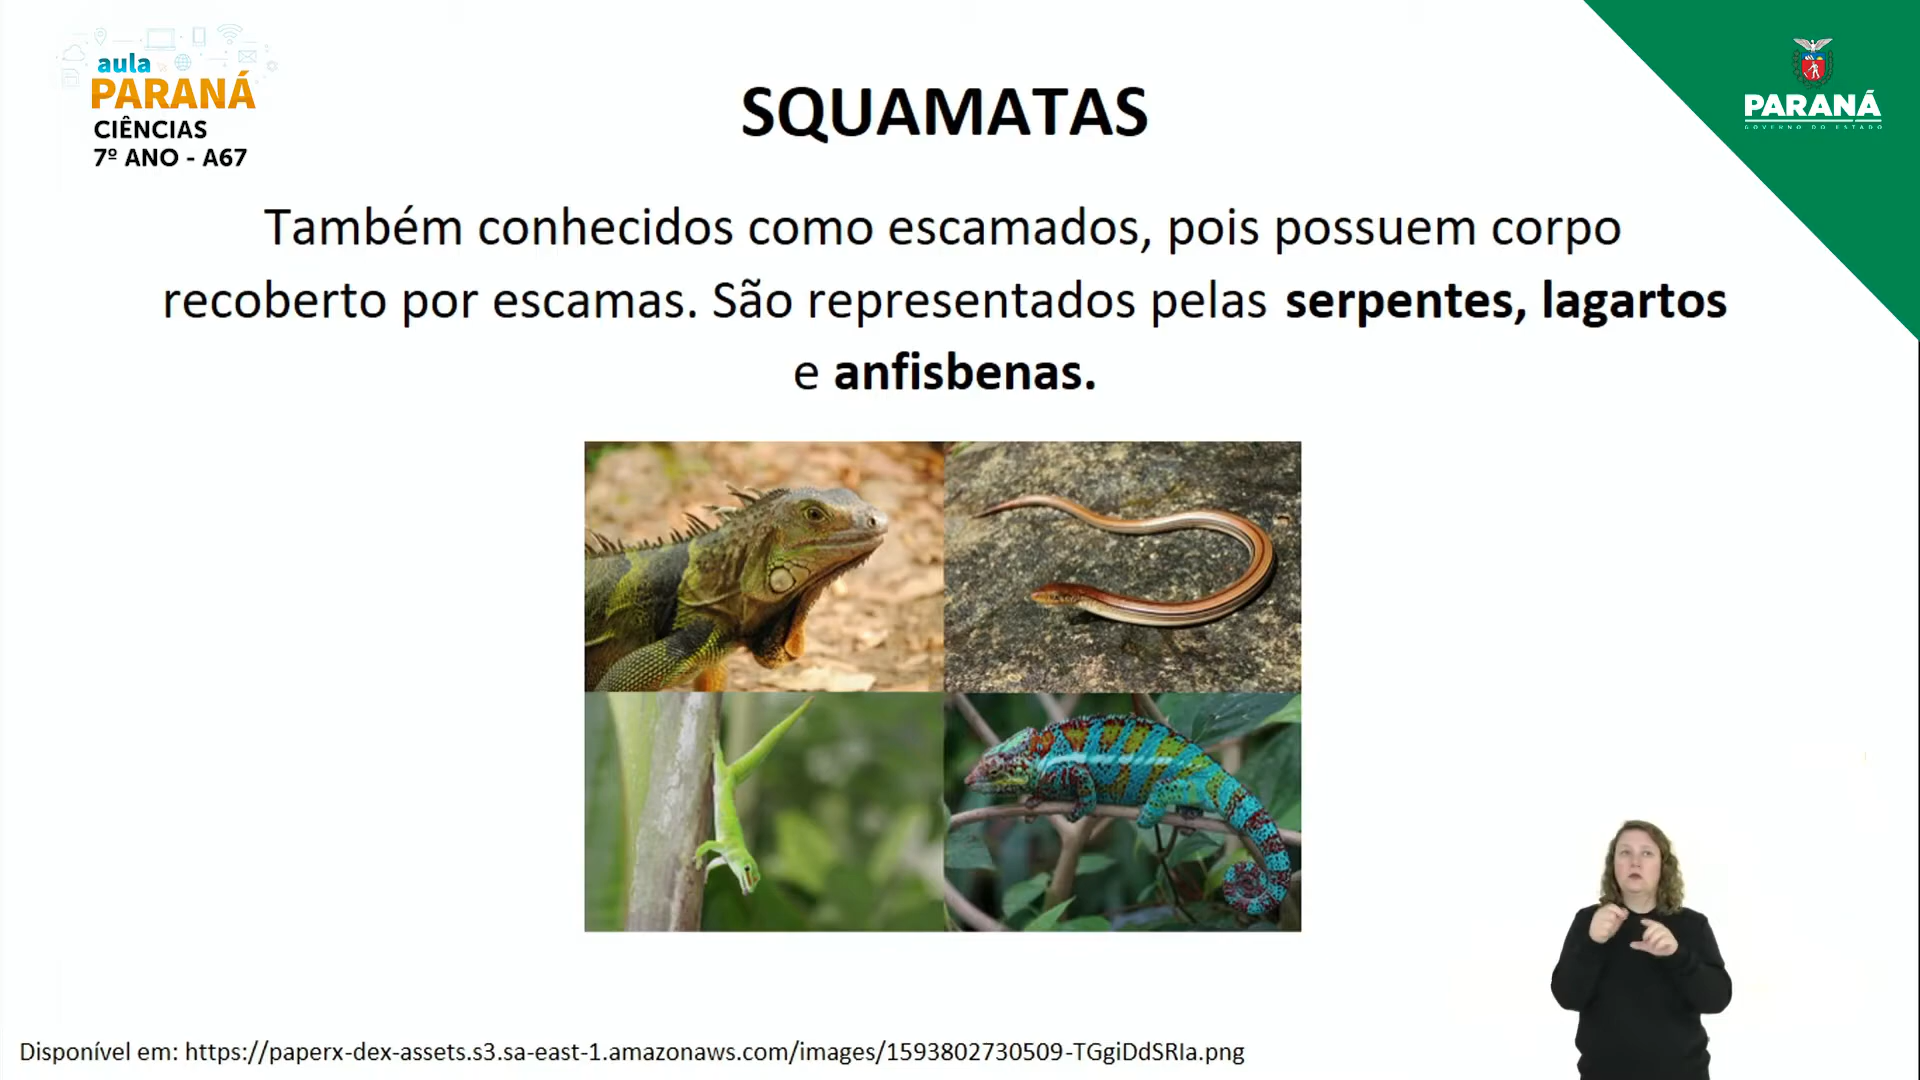 aula
PARANÁ
CIÊNCIAS
7º ANO - A67
PARANÁ
GOVERNO DO ESTADO
SQUAMATAS
Também conhecidos como escamados, pois possuem corpo
recoberto por escamas. São representados pelas serpentes, lagartos
e anfisbenas.
Disponível em: https://paperx-dex-assets.s3.sa-east-1.amazonaws.com/images/1593802730509-TGgiDdSRIa.png